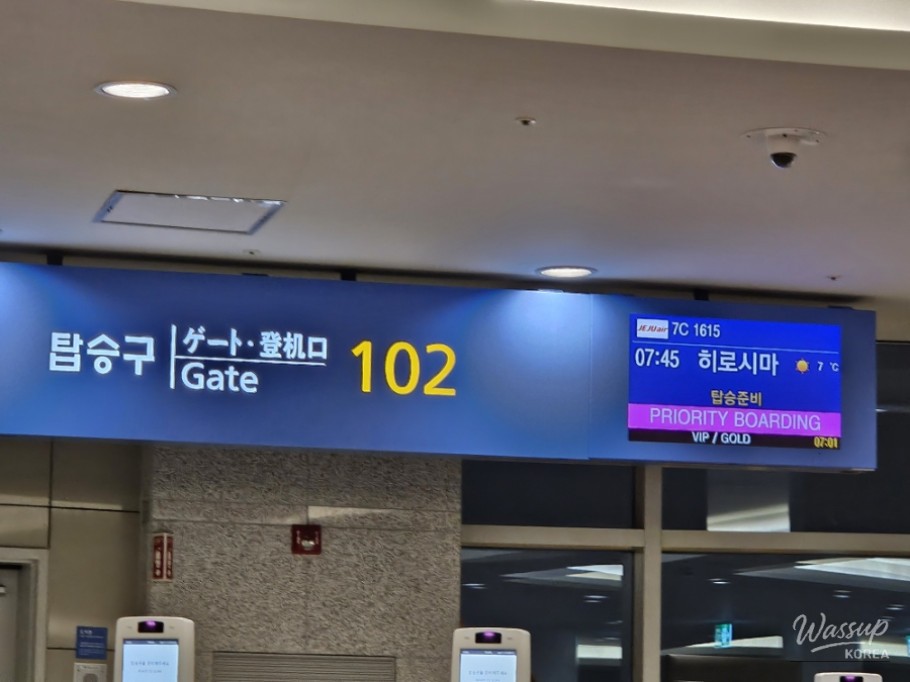 탑승구
ゲート·登机口
Gate
102
JEJUair 7C 1615
07:45 히로시마 7 ℃
탑승준비
PRIORITY BOARDING
VIP / GOLD 07:01
Wassup
KOREA